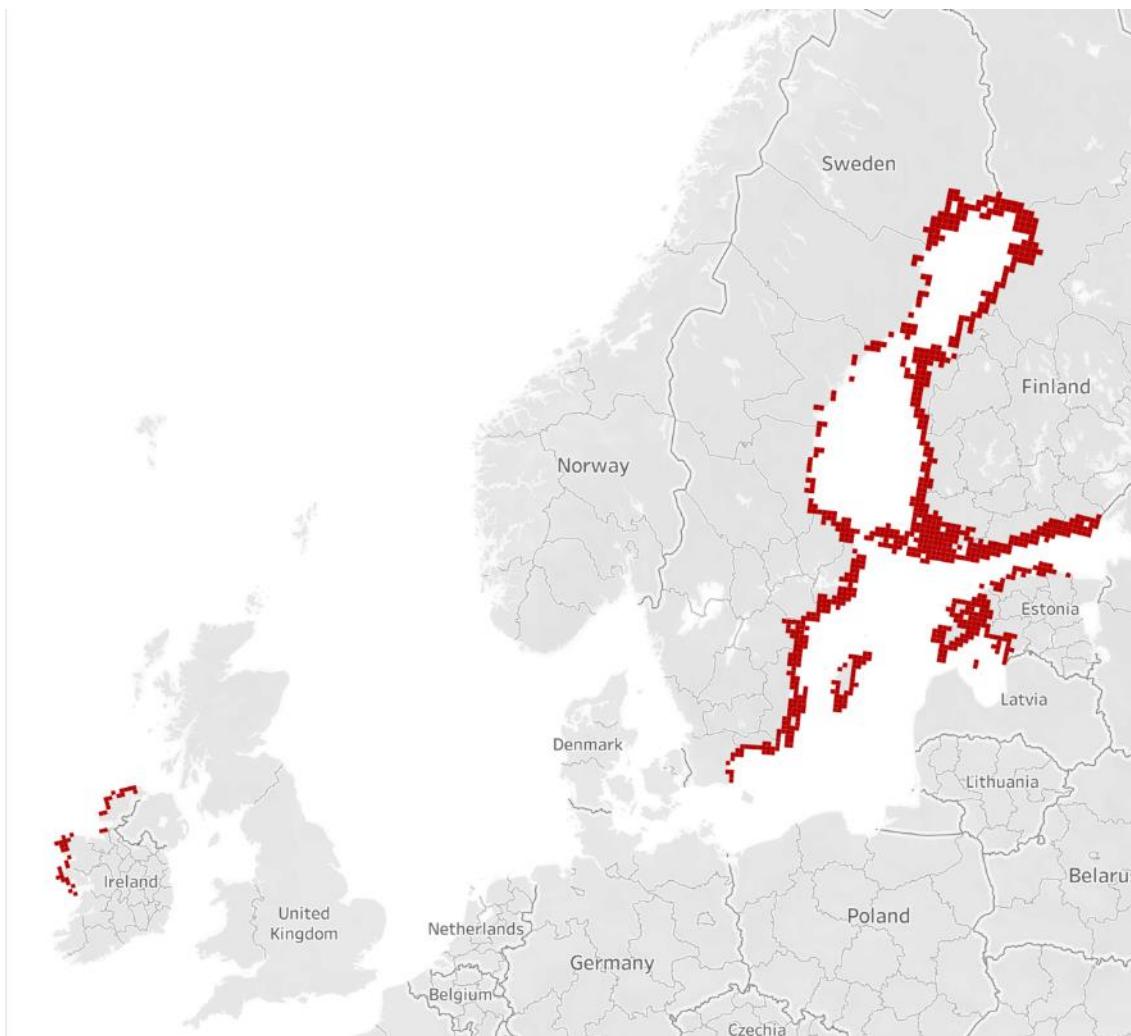 Sweden
Finland
Norway
Estonia
Latvia
Denmark
Lithuania
Ireland
Belaru
United
Kingdom
Netherlands
Poland
Germany
Belgium
Czechia